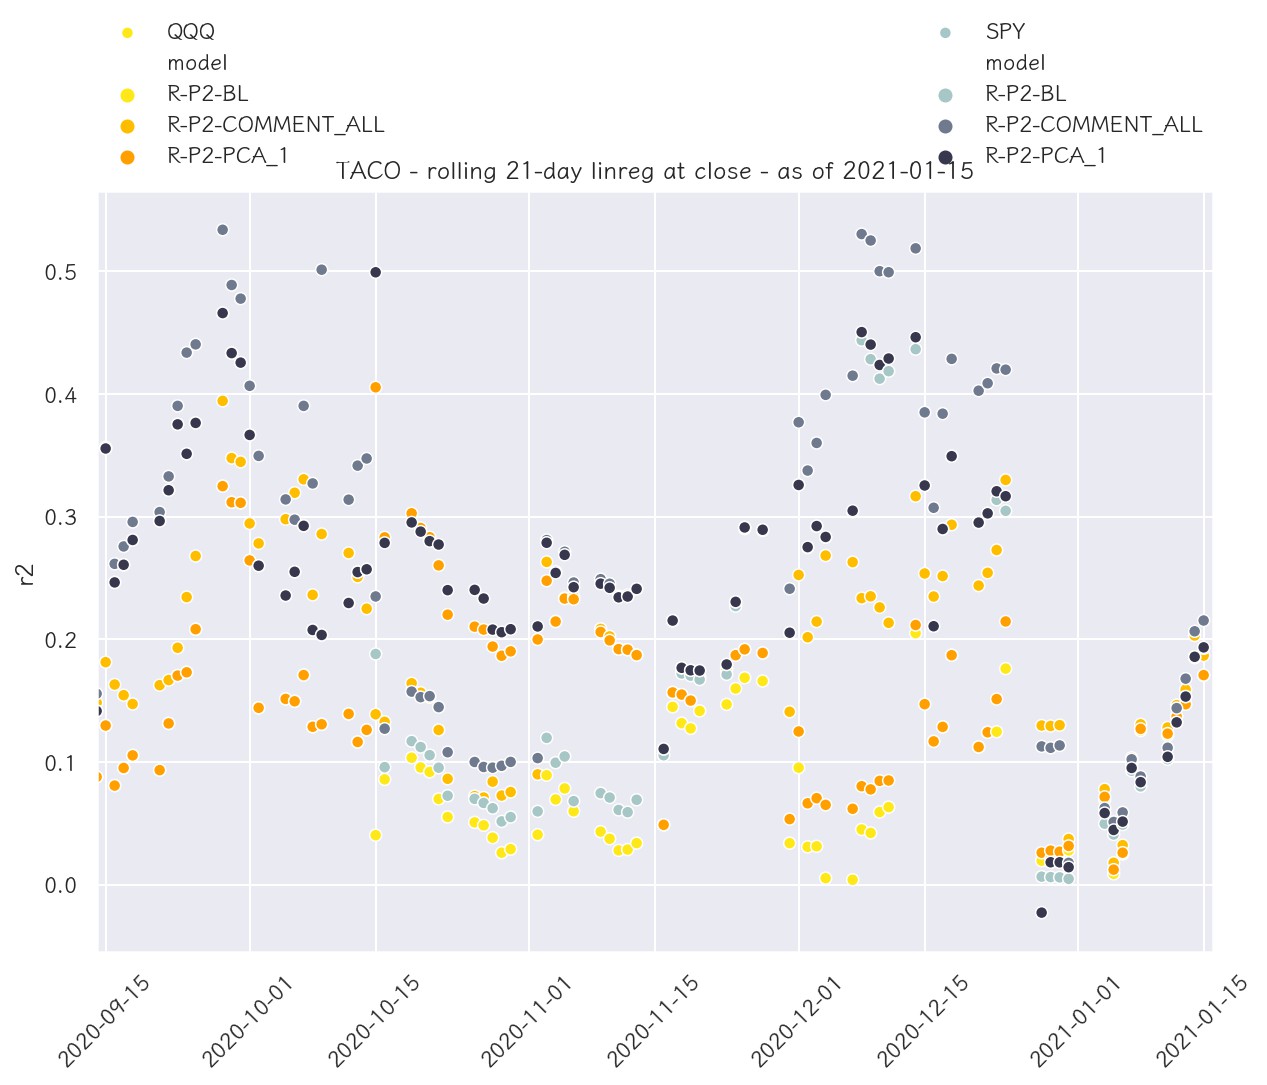 QQQ
model
R-P2-BL
R-P2-COMMENT_ALL
R-P2-PCA_1
SPY
model
R-P2-BL
R-P2-COMMENT_ALL
R-P2-PCA_1
TACO - rolling 21-day linreg at close - as of 2021-01-15
r2
0.5
0.4
0.3
0.2
0.1
0.0
2020-09-15
2020-10-01
2020-10-15
2020-11-01
2020-11-15
2020-12-01
2020-12-15
2021-01-01
2021-01-15